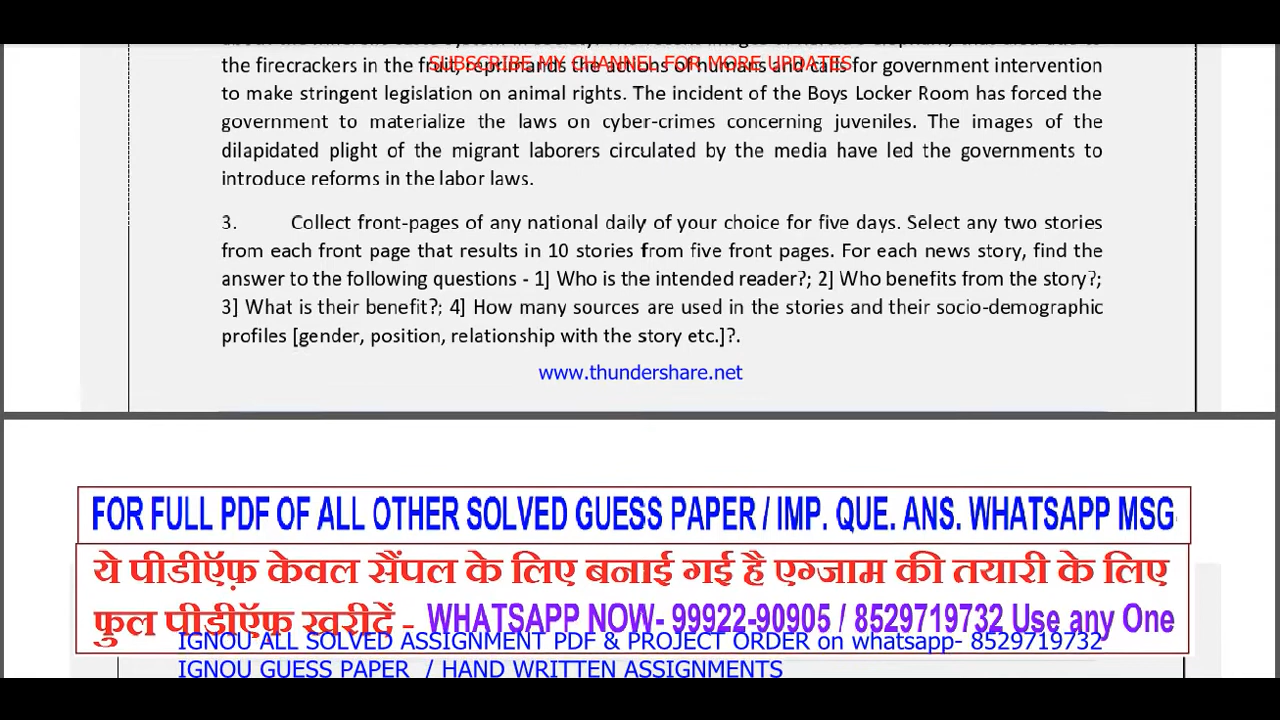 the firecrackers in the fruit, reprimands the actions of humans and calls for government intervention
SUBSCRIBE MY CHANNEL FOR MORE UPDATES
to make stringent legislation on animal rights. The incident of the Boys Locker Room has forced the
government to materialize the laws on cyber-crimes concerning juveniles. The images of the
dilapidated plight of the migrant laborers circulated by the media have led the governments to
introduce reforms in the labor laws.
3. Collect front-pages of any national daily of your choice for five days. Select any two stories
from each front page that results in 10 stories from five front pages. For each news story, find the
answer to the following questions - 1] Who is the intended reader?; 2] Who benefits from the story?;
3] What is their benefit?; 4] How many sources are used in the stories and their socio-demographic
profiles [gender, position, relationship with the story etc.]?.
www.thundershare.net
FOR FULL PDF OF ALL OTHER SOLVED GUESS PAPER / IMP. QUE. ANS. WHATSAPP MSG
ये पीडीऍफ़ केवल सैंपल के लिए बनाई गई है एग्जाम की तयारी के लिए
फुल पीडीऍफ़ खरीदें - WHATSAPP NOW- 99922-90905 / 8529719732 Use any One
IGNOU ALL SOLVED ASSIGNMENT PDF & PROJECT ORDER on whatsapp- 8529719732
IGNOU GUESS PAPER / HAND WRITTEN ASSIGNMENTS